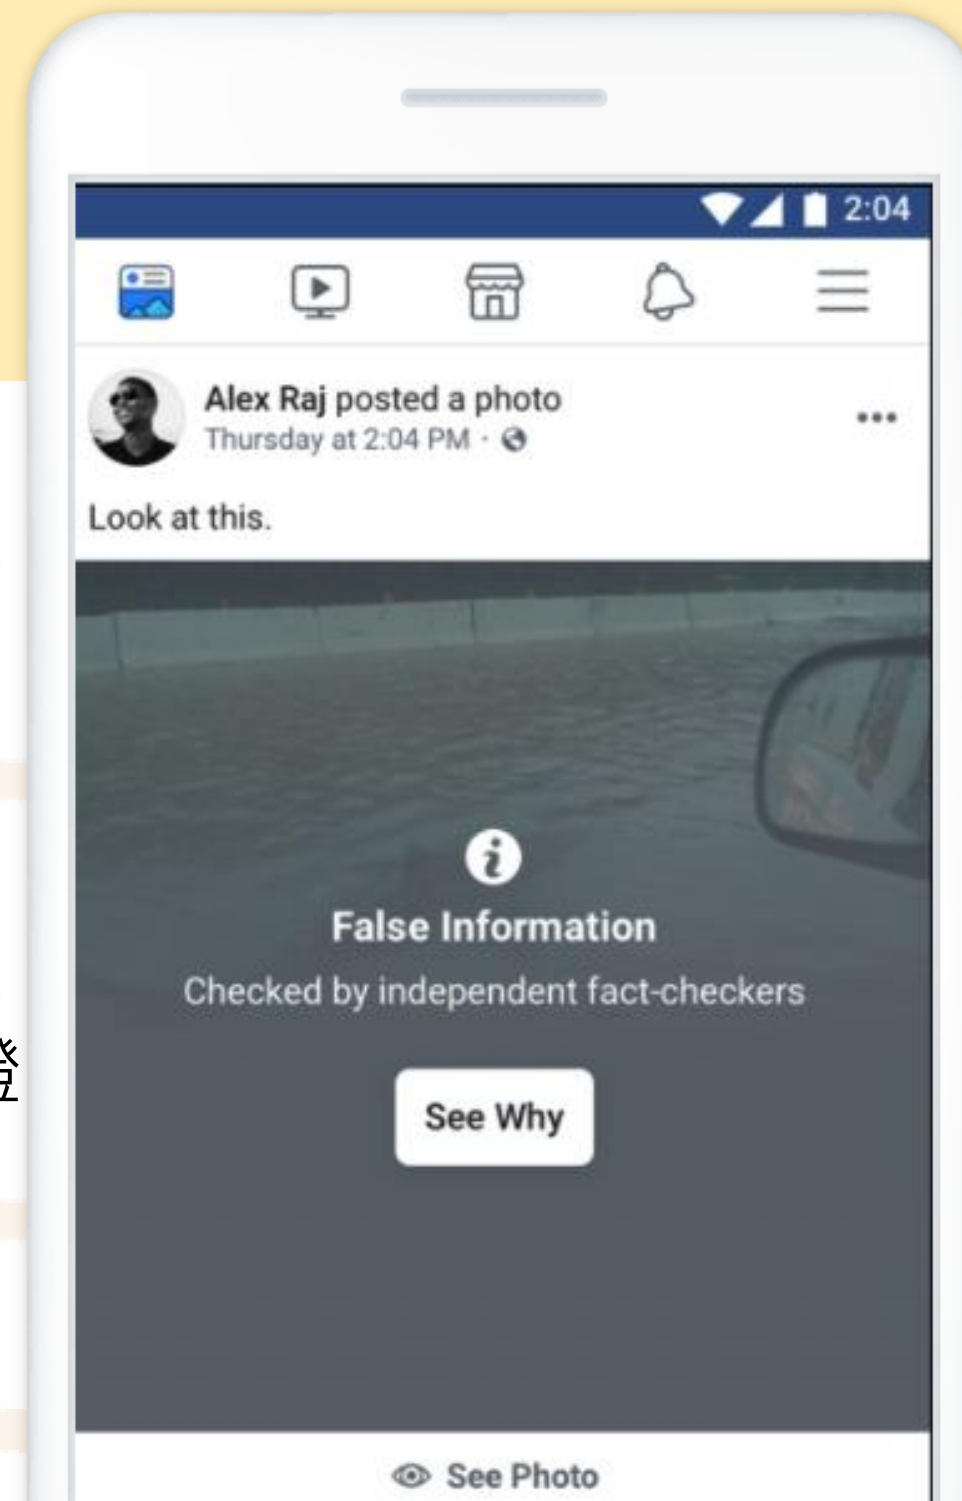 2:04
Alex Raj posted a photo
Thursday at 2:04 PM ·
Look at this.
False Information
Checked by independent fact-checkers
See Why
See Photo